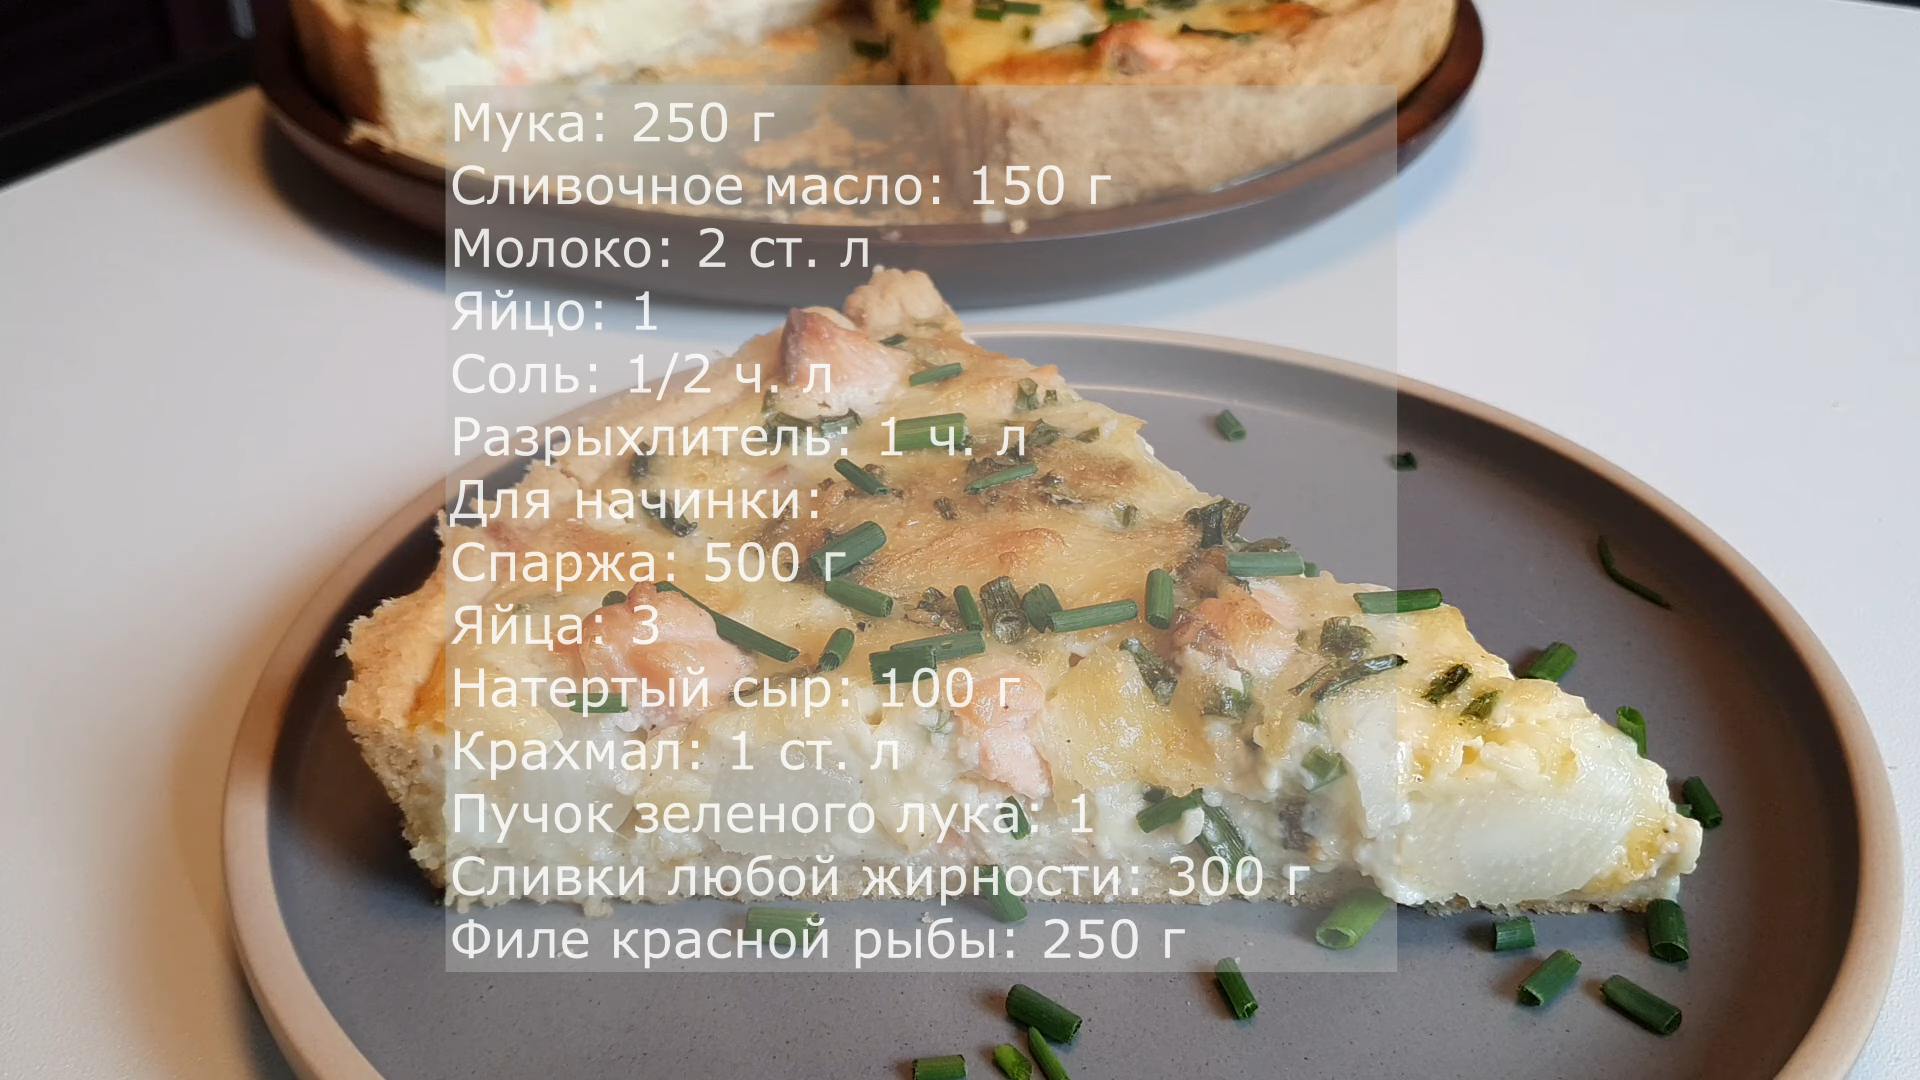 Мука: 250 г
Сливочное масло: 150 г
Молоко: 2 ст. л
Яйцо: 1
Соль: 1/2 ч. л
Разрыхлитель: 1 ч. л
Для начинки:
Спаржа: 500 г
Яйца: 3
Натертый сыр: 100 г
Крахмал: 1 ст. л
Пучок зеленого лука: 1
Сливки любой жирности: 300 г
Филе красной рыбы: 250 г